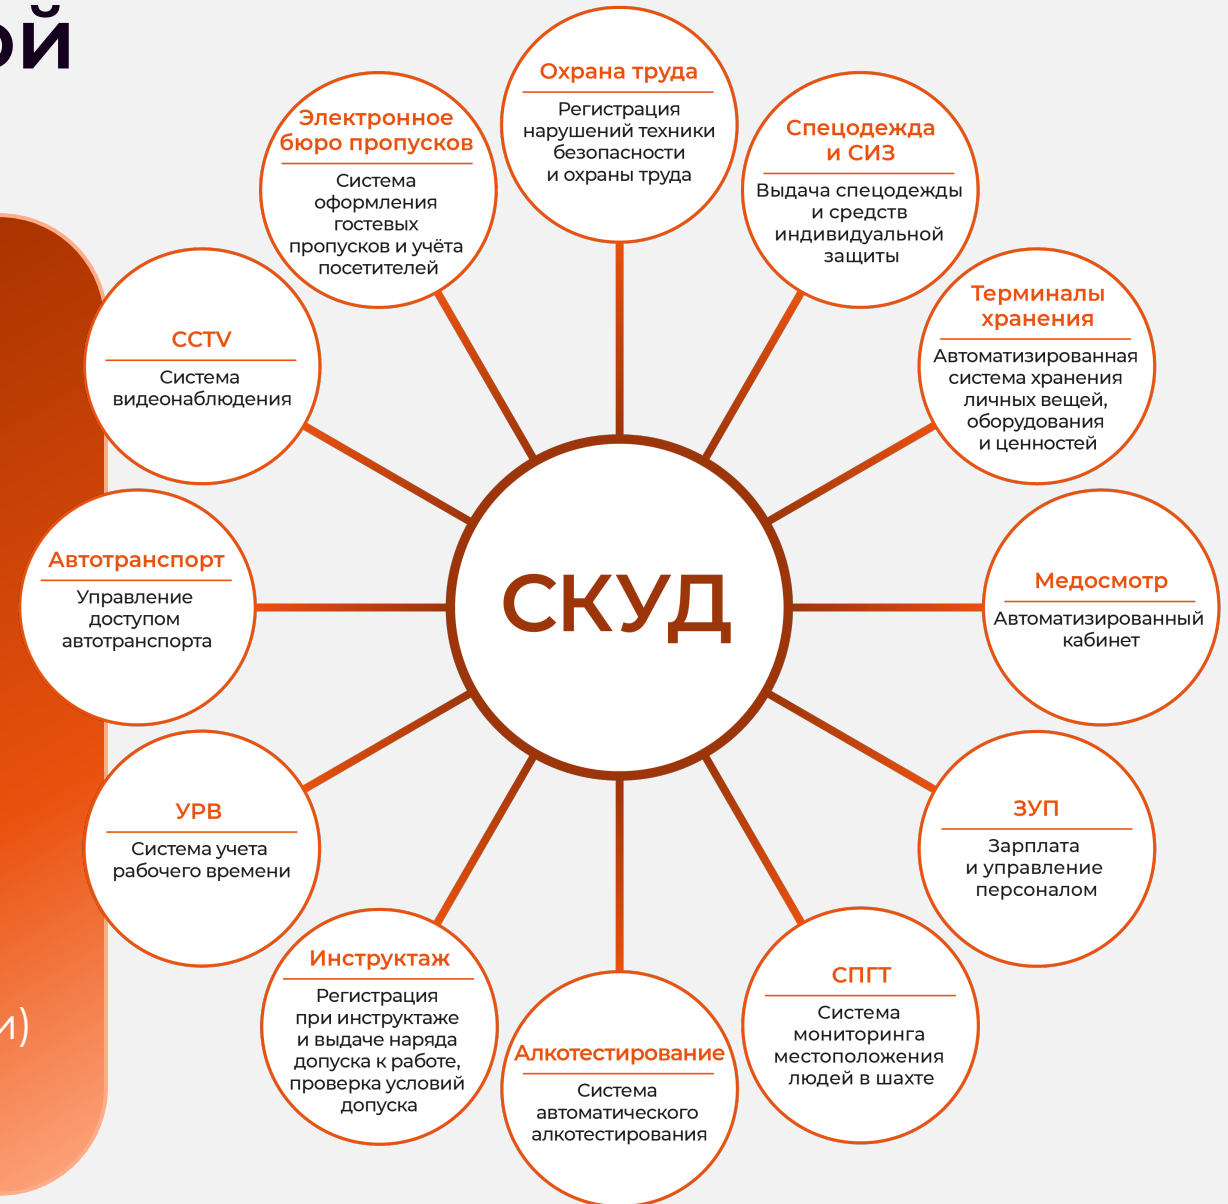 ой
Охрана труда
Регистрация
нарушений техники
безопасности
и охраны труда
Электронное
бюро пропусков
Система
оформления
гостевых
пропусков и учёта
посетителей
Спецодежда
и СИЗ
Выдача спецодежды
и средств
индивидуальной
защиты
CCTV
Система
видеонаблюдения
Терминалы
хранения
Автоматизированная
система хранения
личных вещей,
оборудования
и ценностей
Автотранспорт
Управление
доступом
автотранспорта
СКУД
Медосмотр
Автоматизированный
кабинет
УРВ
Система учета
рабочего времени
ЗУП
Зарплата
и управление
персоналом
Инструктаж
Регистрация
при инструктаже
и выдаче наряда
допуска к работе,
проверка условий
допуска
Алкотестирование
Система
автоматического
алкотестирования
СПГТ
Система
мониторинга
местоположения
людей в шахте
и)